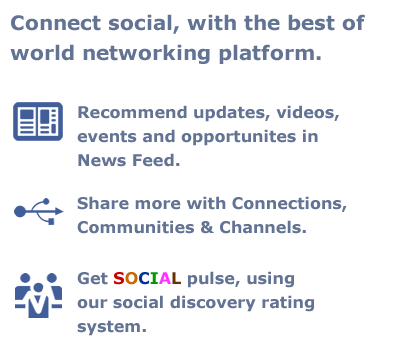 Connect social, with the best of
world networking platform.
Recommend updates, videos,
events and opportunites in
News Feed.
Share more with Connections,
Communities & Channels.
Get SOCIAL pulse, using
our social discovery rating
system.